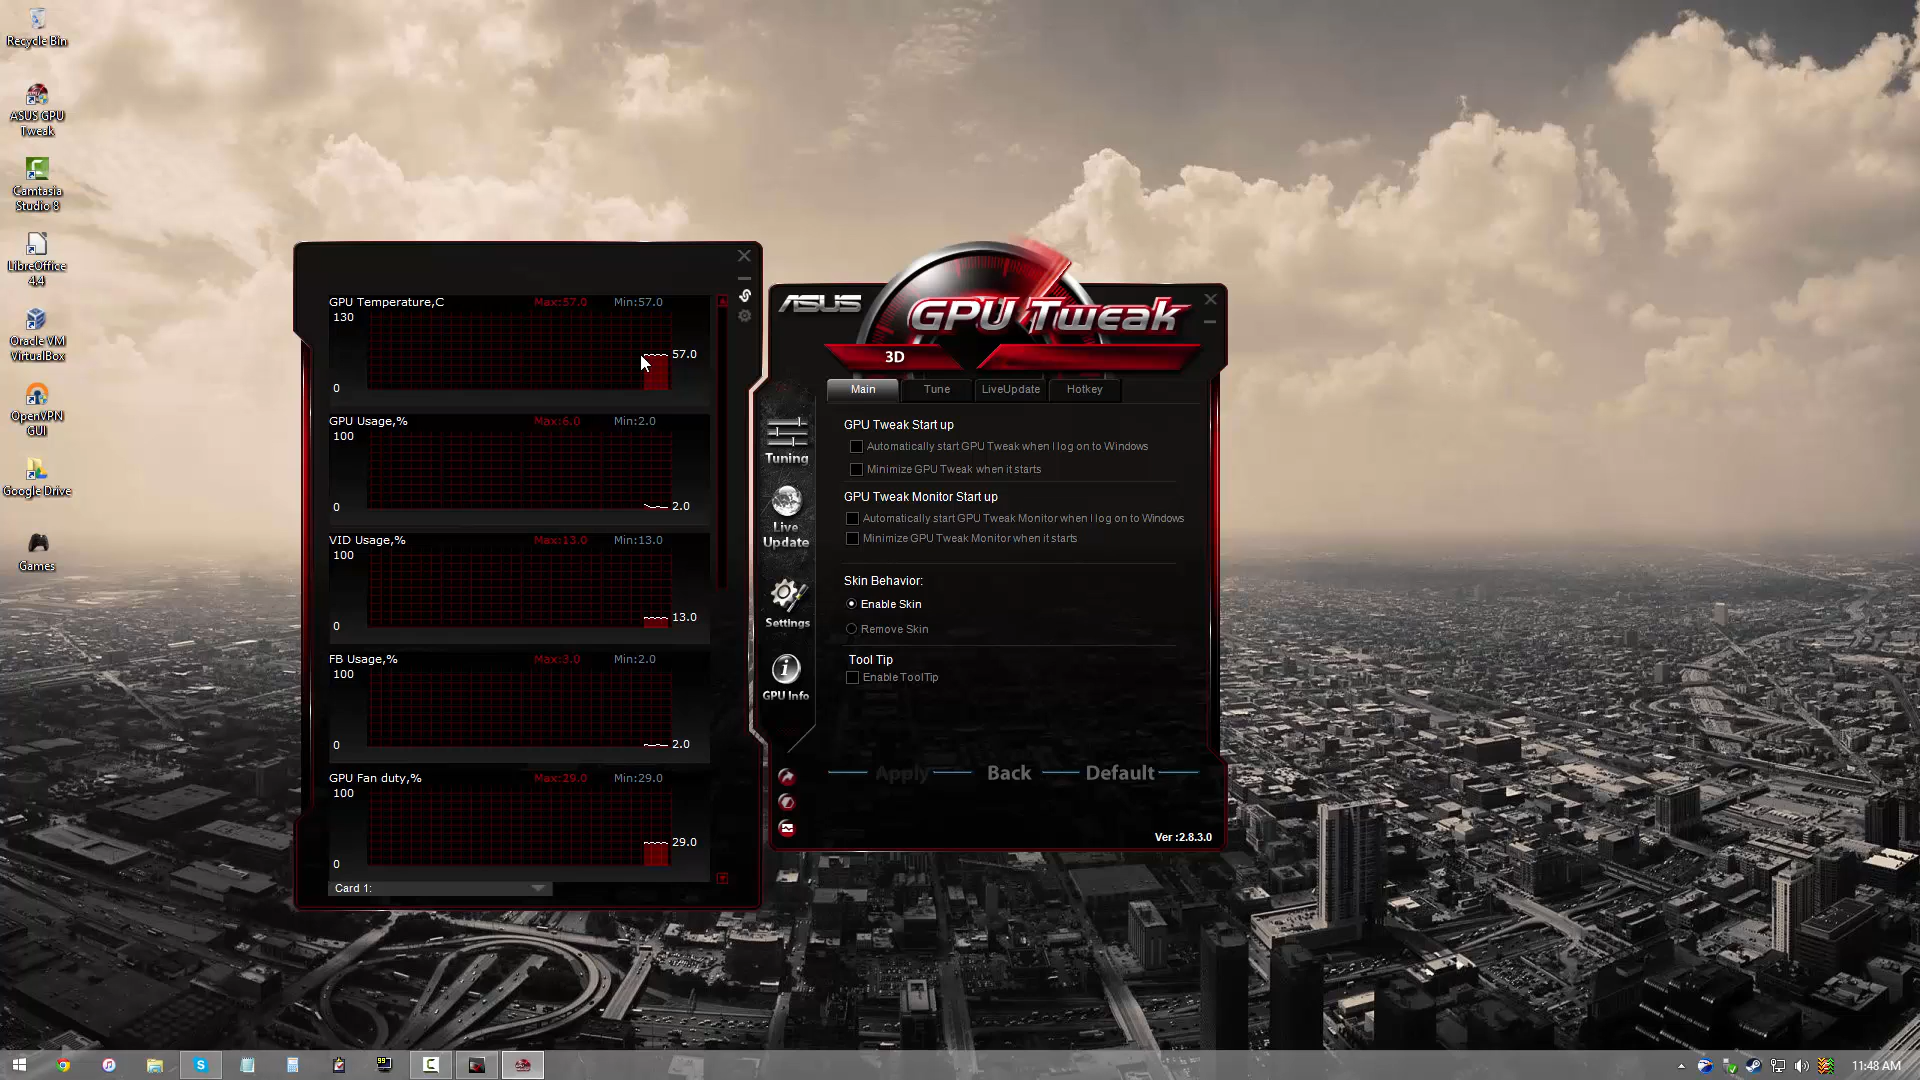 Recycle Bin
ASUS GPU
Tweak
Camtasia
Studio 8
LibreOffice
4.4
Oracle VM
VirtualBox
OpenVPN
GUI
Google Drive
Games
GPU Temperature,C
Max:57.0
Min:57.0
130
57.0
0
GPU Usage,%
Max:6.0
Min:2.0
100
2.0
0
VID Usage,%
Max:13.0
Min:13.0
100
13.0
0
FB Usage,%
Max:3.0
Min:2.0
100
2.0
0
GPU Fan duty,%
Max:29.0
Min:29.0
100
29.0
0
Card 1:
ASUS
GPU Tweak
3D
Tuning
Live
Update
Settings
GPU Info
Main
Tune
LiveUpdate
Hotkey
GPU Tweak Start up
Automatically start GPU Tweak when I log on to Windows
Minimize GPU Tweak when it starts
GPU Tweak Monitor Start up
Automatically start GPU Tweak Monitor when I log on to Windows
Minimize GPU Tweak Monitor when it starts
Skin Behavior:
Enable Skin
Remove Skin
Tool Tip
Enable ToolTip
Apply
Back
Default
Ver :2.8.3.0
11:48 AM